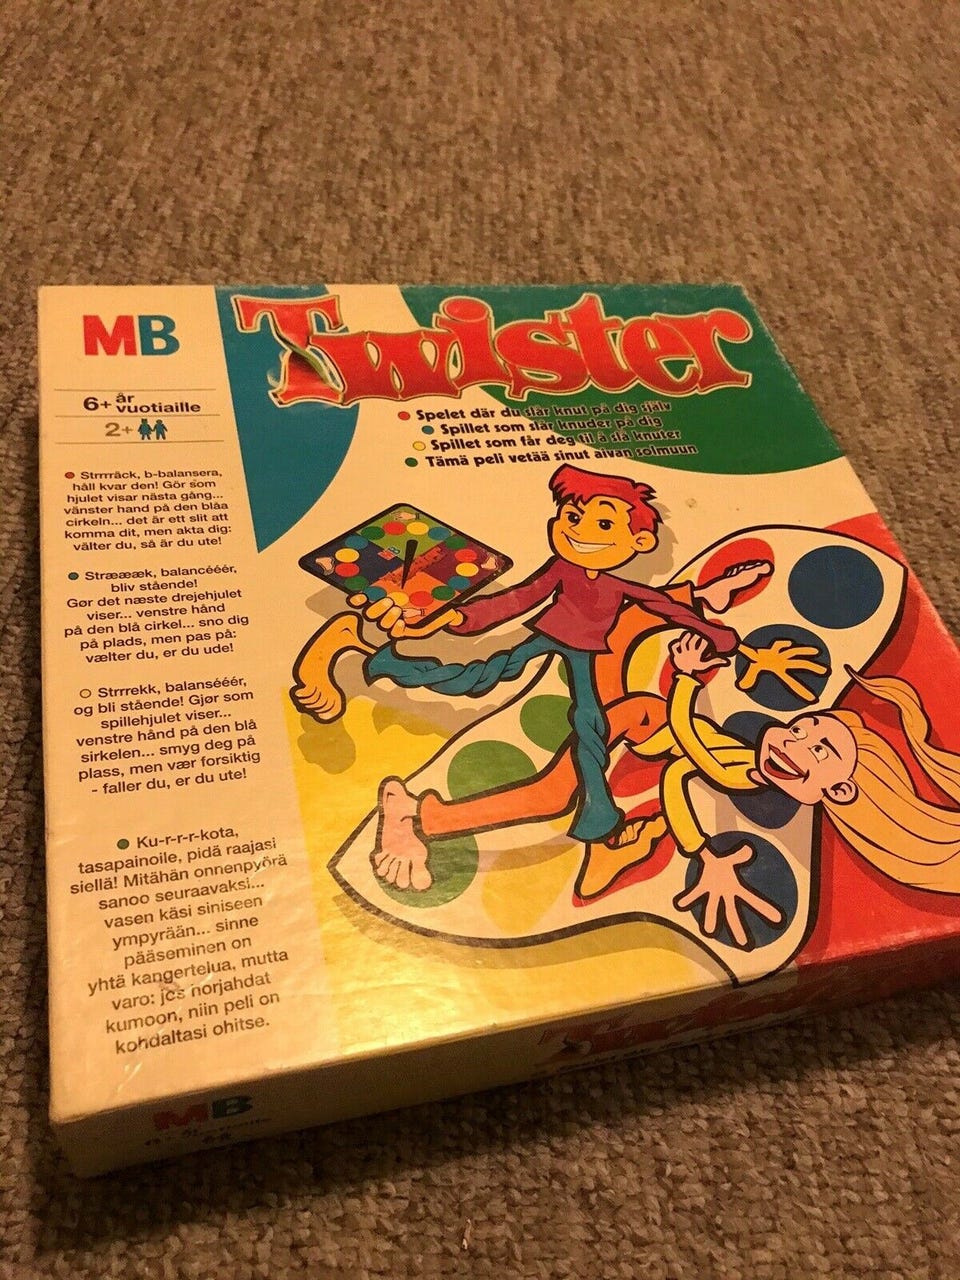 MB
Twister
6+ år
vuotiaille
2+
Spelet där du slår knut på dig själv
Spillet som slår knuder på dig
Spillet som får deg til å slå knuter
Tämä peli vetää sinut aivan solmuun
Strrrräck, b-balansera,
håll kvar den! Gör som
hjulet visar nästa gång...
vänster hand på den blåa
cirkeln... det är ett slit att
komma dit, men akta dig:
välter du, så är du ute!
Strææææk, balancééér,
bliv stående!
Gør det næste drejehjulet
viser... venstre hånd
på den blå cirkel... sno dig
på plads, men pas på:
vælter du, er du ude!
Strrrekk, balansééér,
og bli stående! Gjør som
spillehjulet viser...
venstre hånd på den blå
sirkelen... smyg deg på
plass, men vær forsiktig
- faller du, er du ute!
Ku-r-r-r-kota,
tasapainoile, pidä raajasi
siellä! Mitähän onnenpyörä
sanoo seuraavaksi...
vasen käsi siniseen
ympyrään... sinne
pääseminen on
yhtä kangertelua, mutta
varo: jos norjahdat
kumoon, niin peli on
kohdaltasi ohitse.
MB
MB